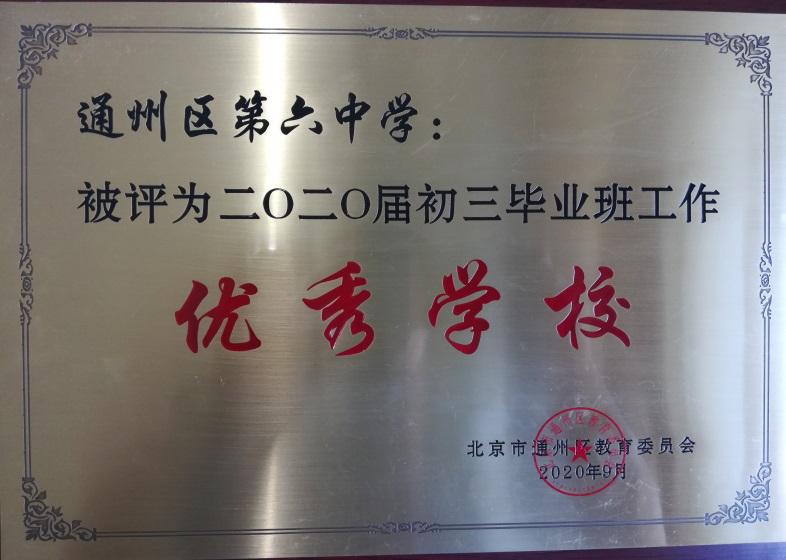 通州区第六中学：
被评为二〇二〇届初三毕业班工作
优秀学校
北京市通州区教育委员会
2020年9月